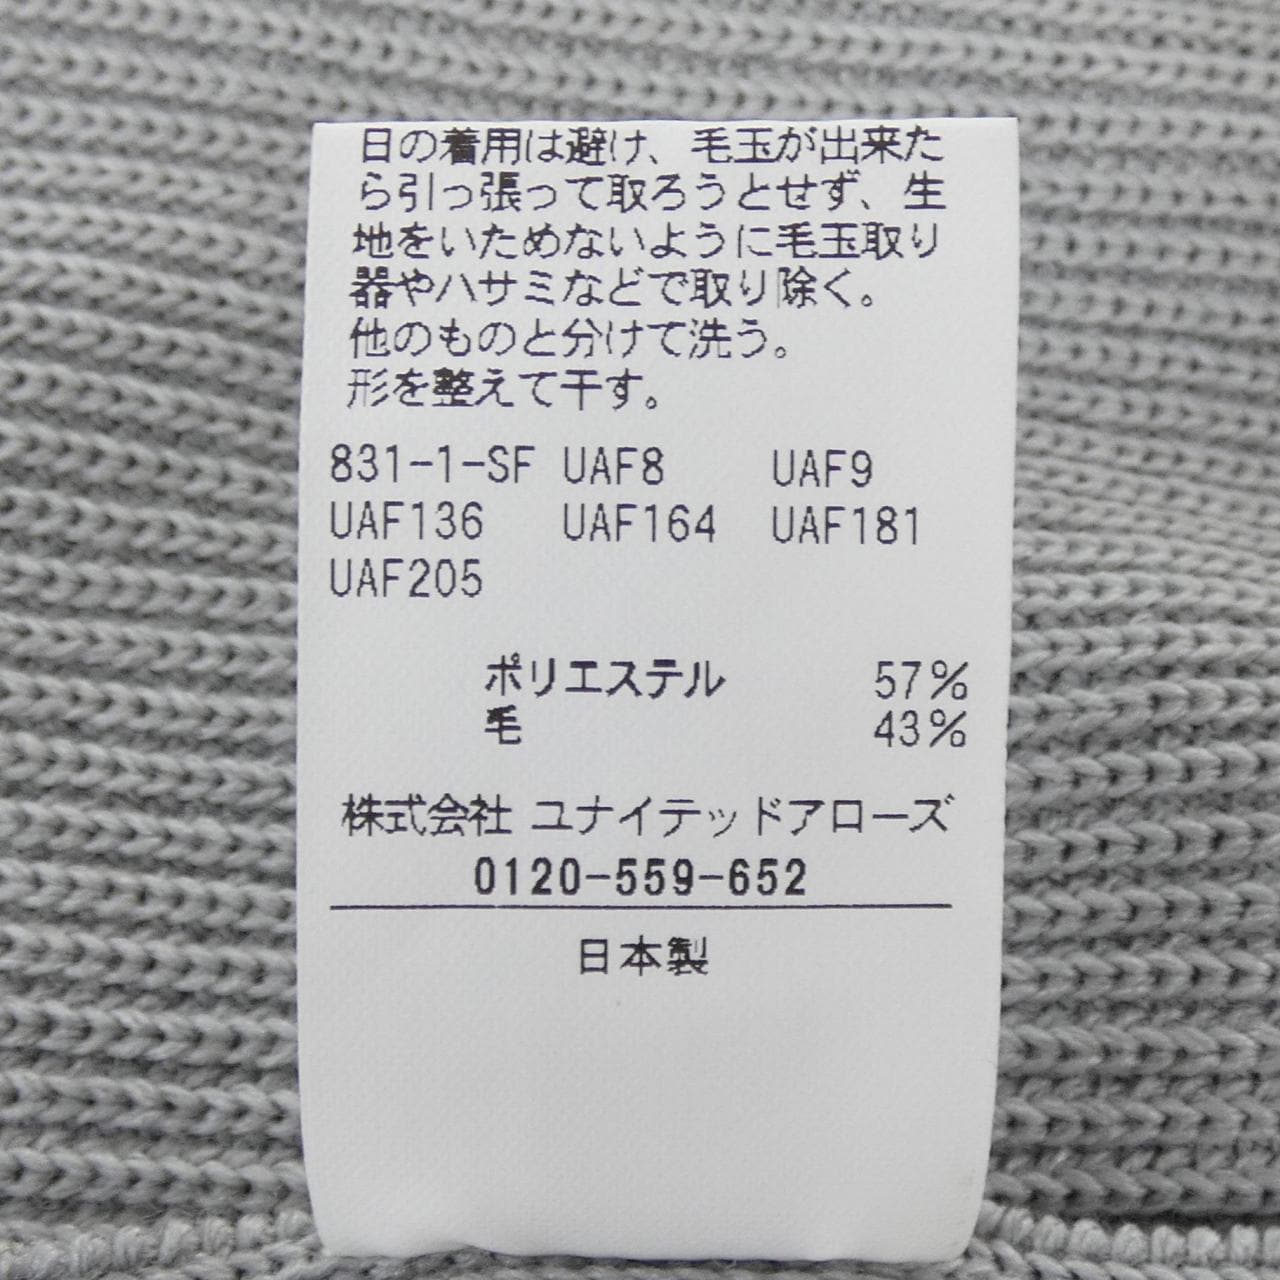 日の着用は避け、毛玉が出来た
ら引っ張って取ろうとせず、生
地をいためないように毛玉取り
器やハサミなどで取り除く。
他のものと分けて洗う。
形を整えて干す。
831-1-SF UAF8 UAF9
UAF136 UAF164 UAF181
UAF205
ポリエステル 57%
毛 43%
株式会社 ユナイテッドアローズ
0120-559-652
日本製